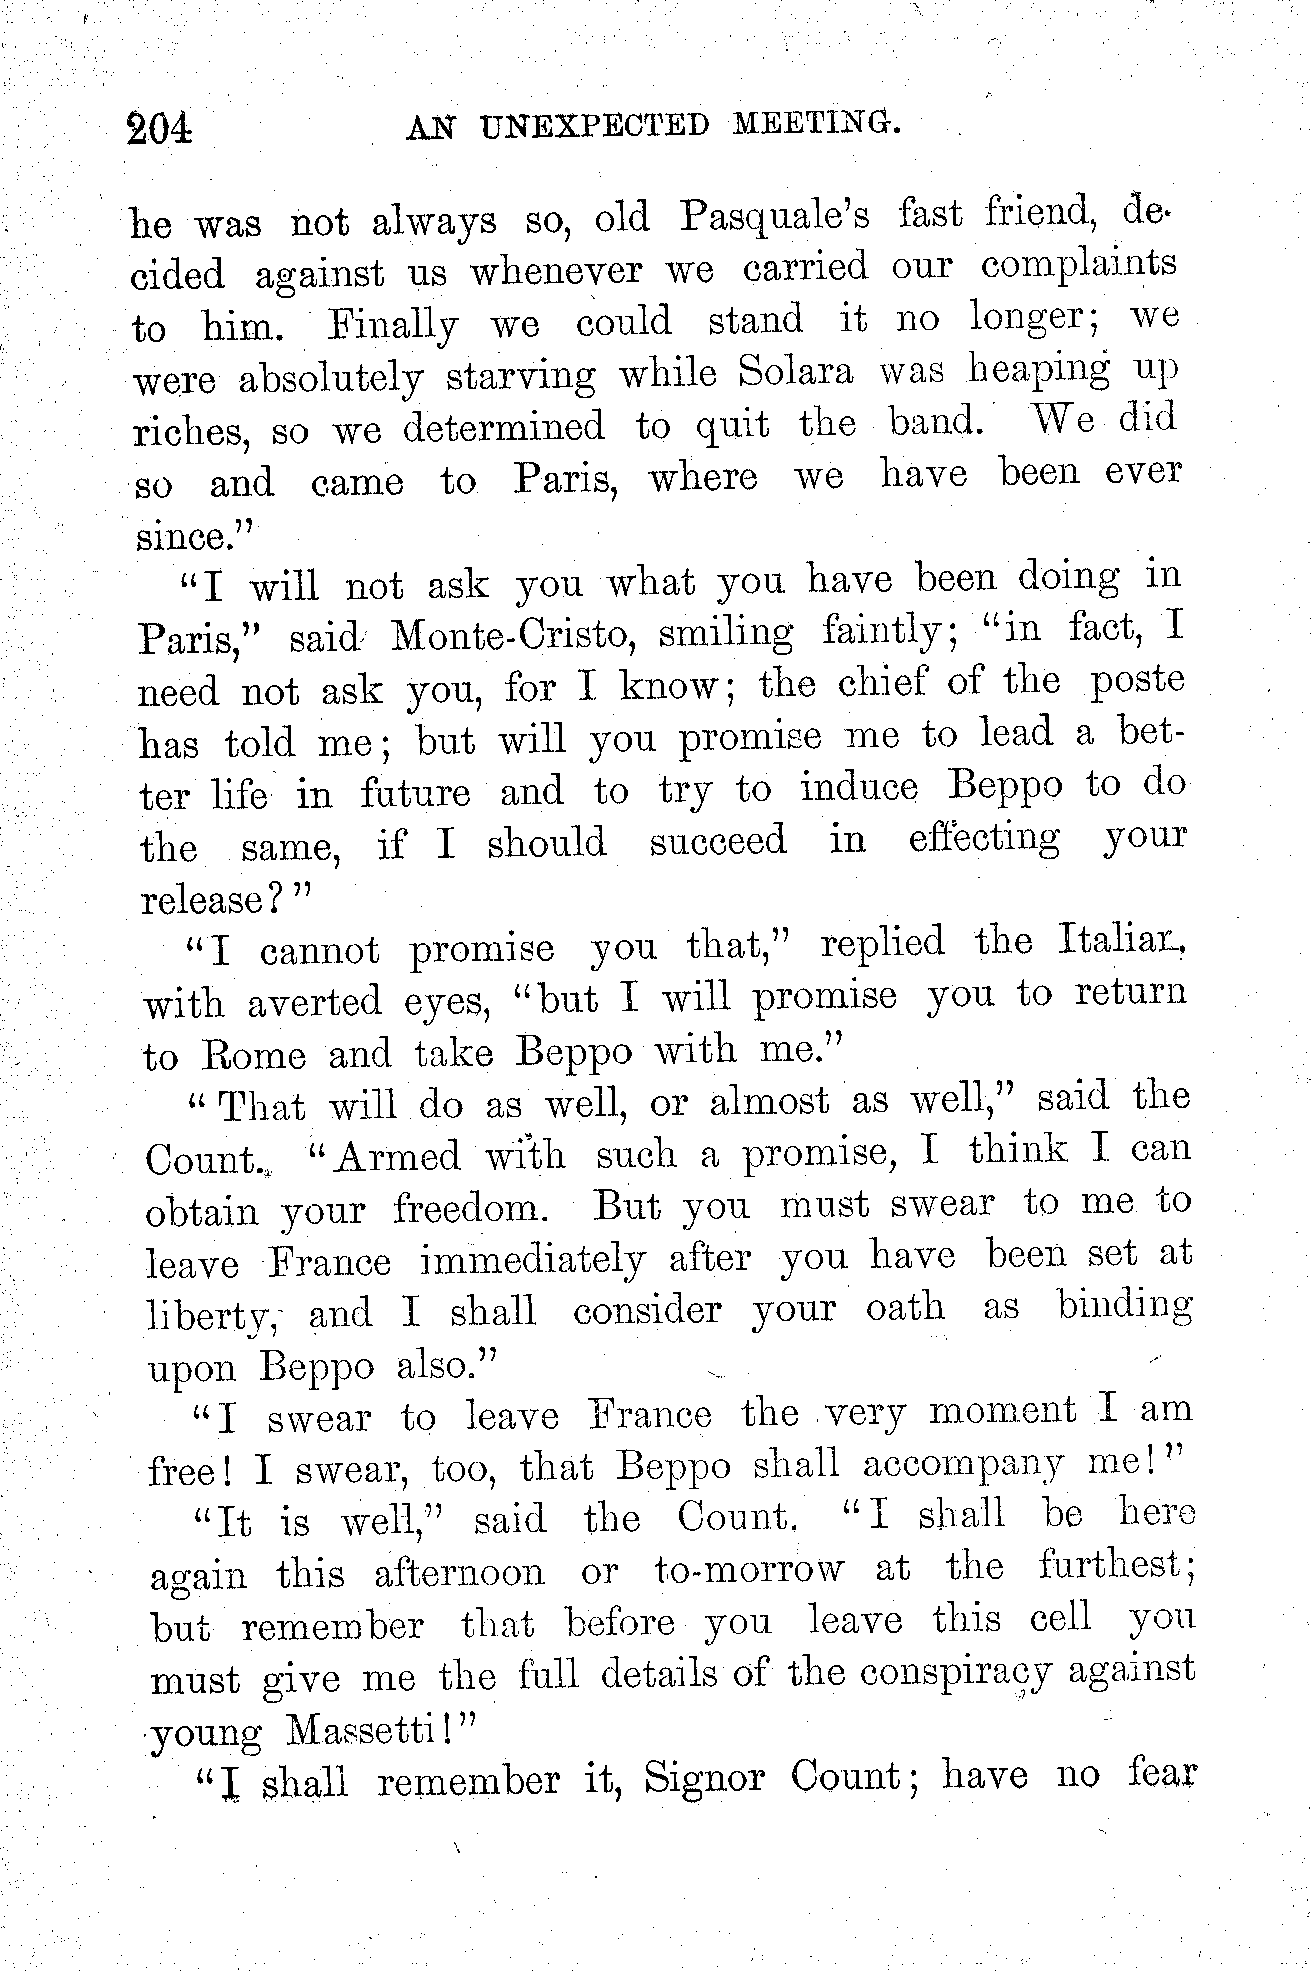 204 AN UNEXPECTED MEETING.
he was not always so, old Pasquale's fast friend, de-
cided against us whenever we carried our complaints
to him. Finally we could stand it no longer; we
were absolutely starving while Solara was heaping up
riches, so we determined to quit the band. We did
so and came to Paris, where we have been ever
since."
"I will not ask you what you have been doing in
Paris," said Monte-Cristo, smiling faintly; "in fact, I
need not ask you, for I know; the chief of the poste
has told me; but will you promise me to lead a bet-
ter life in future and to try to induce Beppo to do
the same, if I should succeed in effecting your
release?"
"I cannot promise you that," replied the Italian,
with averted eyes, "but I will promise you to return
to Rome and take Beppo with me."
"That will do as well, or almost as well," said the
Count. "Armed with such a promise, I think I can
obtain your freedom. But you must swear to me to
leave France immediately after you have been set at
liberty, and I shall consider your oath as binding
upon Beppo also."
"I swear to leave France the very moment I am
free! I swear, too, that Beppo shall accompany me!"
"It is well," said the Count. "I shall be here
again this afternoon or to-morrow at the furthest;
but remember that before you leave this cell you
must give me the full details of the conspiracy against
young Massetti!"
"I shall remember it, Signor Count; have no fear